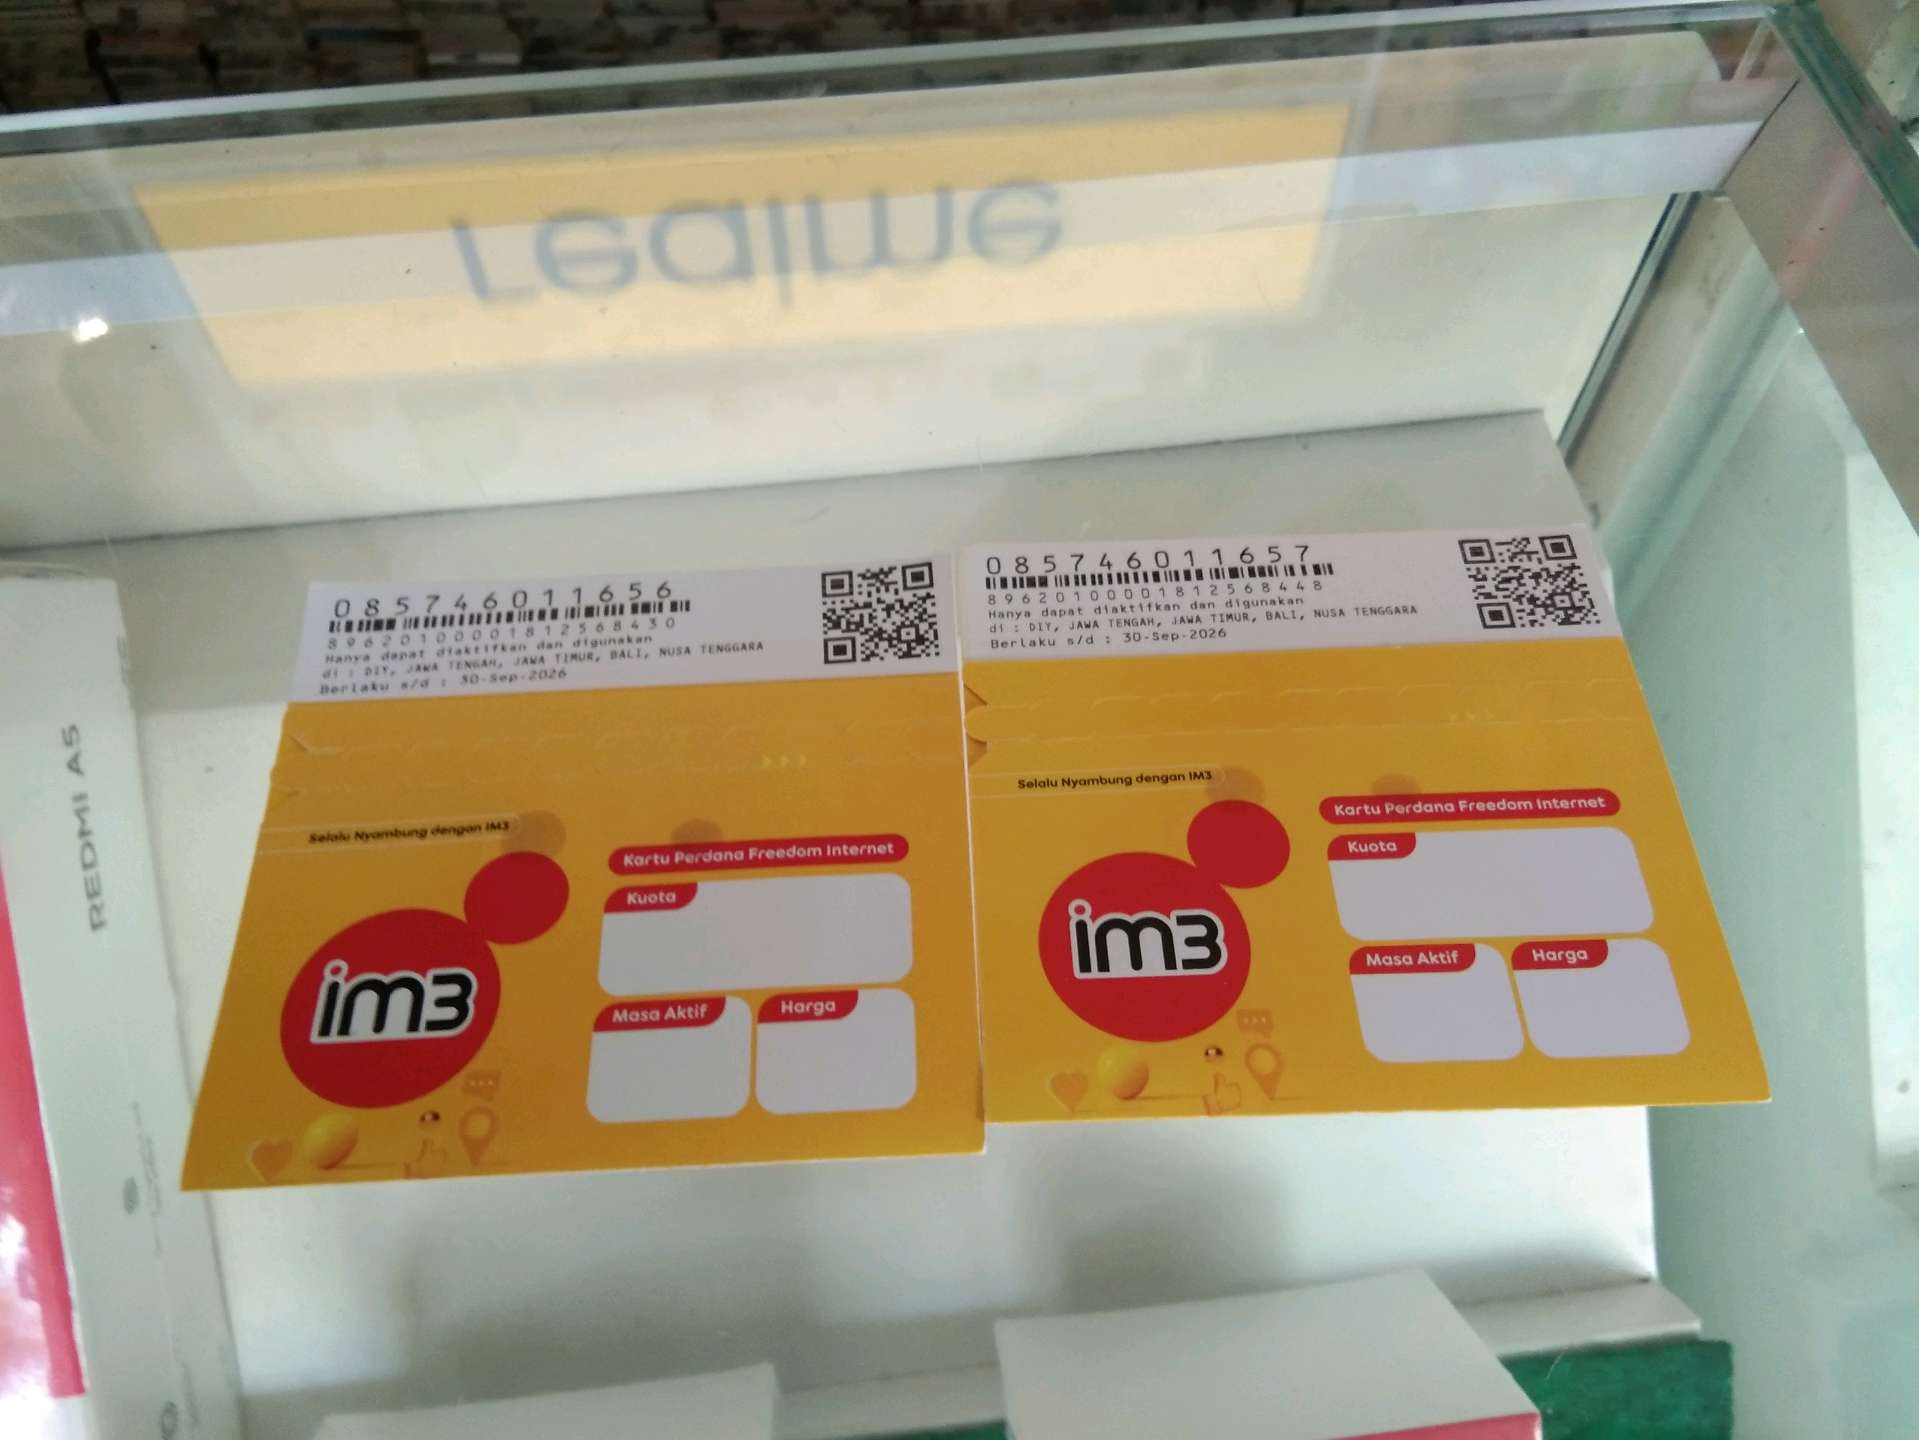 realme
085746011656
89620100001812568430
Hanya dapat diaktifkan dan digunakan
di : DIY, JAWA TENGAH, JAWA TIMUR, BALI, NUSA TENGGARA
Berlaku s/d : 30-Sep-2026
Selalu Nyambung dengan IM3
im3
Kartu Perdana Freedom Internet
Kuota
Masa Aktif
Harga
085746011657
89620100001812568448
Hanya dapat diaktifkan dan digunakan
di : DIY, JAWA TENGAH, JAWA TIMUR, BALI, NUSA TENGGARA
Berlaku s/d : 30-Sep-2026
Selalu Nyambung dengan IM3
im3
Kartu Perdana Freedom Internet
Kuota
Masa Aktif
Harga
REDMI A5